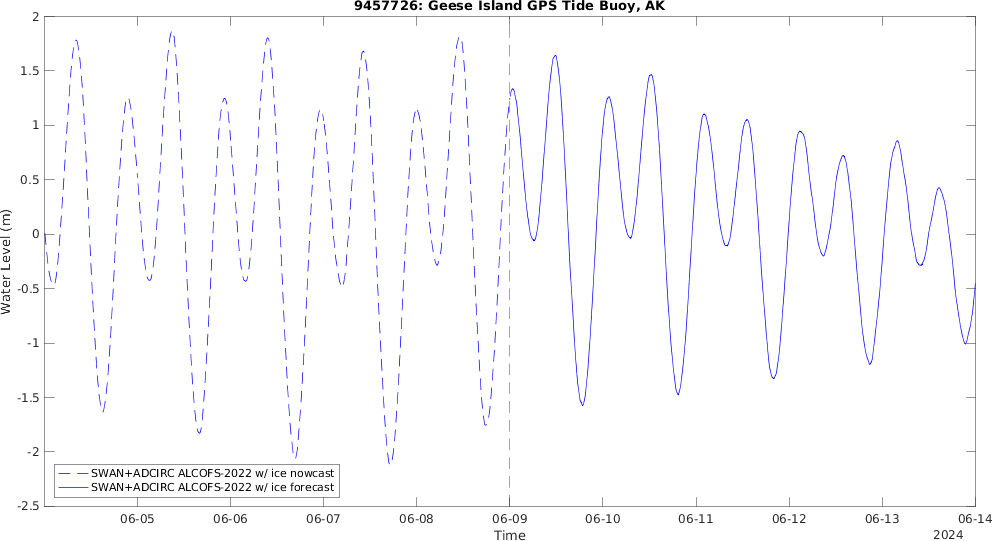 9457726: Geese Island GPS Tide Buoy, AK
2
1.5
1
0.5
0
-0.5
-1
-1.5
-2
-2.5
Water Level (m)
SWAN+ADCIRC ALCOFS-2022 w/ ice nowcast
SWAN+ADCIRC ALCOFS-2022 w/ ice forecast
06-05 06-06 06-07 06-08 06-09 06-10 06-11 06-12 06-13 06-14
Time
2024